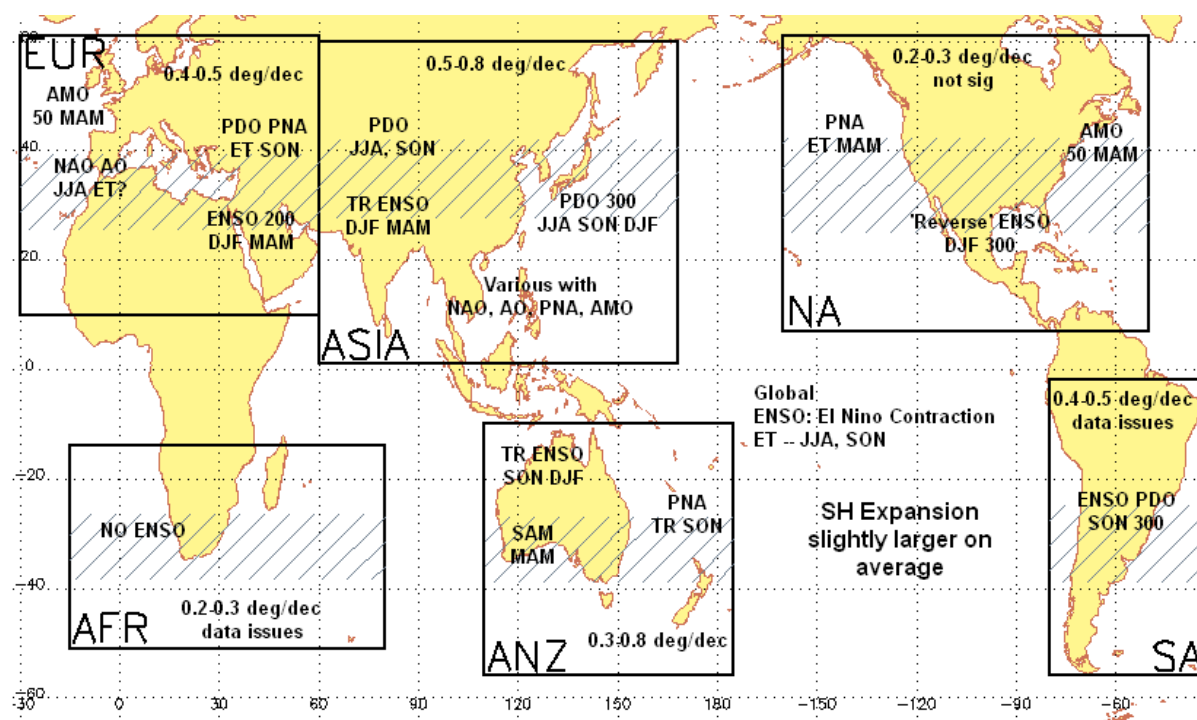 60
EUR
0.4-0.5 deg/dec
AMO
50 MAM
PDO PNA
ET SON
40
NAO AO
JJA ET?
ENSO 200
DJF MAM
20
0.5-0.8 deg/dec
PDO
JJA, SON
TR ENSO
DJF MAM
PDO 300
JJA SON DJF
Various with
NAO, AO, PNA, AMO
ASIA
0.2-0.3 deg/dec
not sig
PNA
ET MAM
AMO
50 MAM
'Reverse' ENSO
DJF 300
NA
0
Global
ENSO: El Nino Contraction
ET -- JJA, SON
0.4-0.5 deg/dec
data issues
ENSO PDO
SON 300
SA
-20
NO ENSO
0.2-0.3 deg/dec
data issues
AFR
-40
TR ENSO
SON DJF
PNA
TR SON
SAM
MAM
0.3-0.8 deg/dec
ANZ
SH Expansion
slightly larger on
average
-60
-30 0 30 60 90 120 150 180 -150 -120 -90 -60